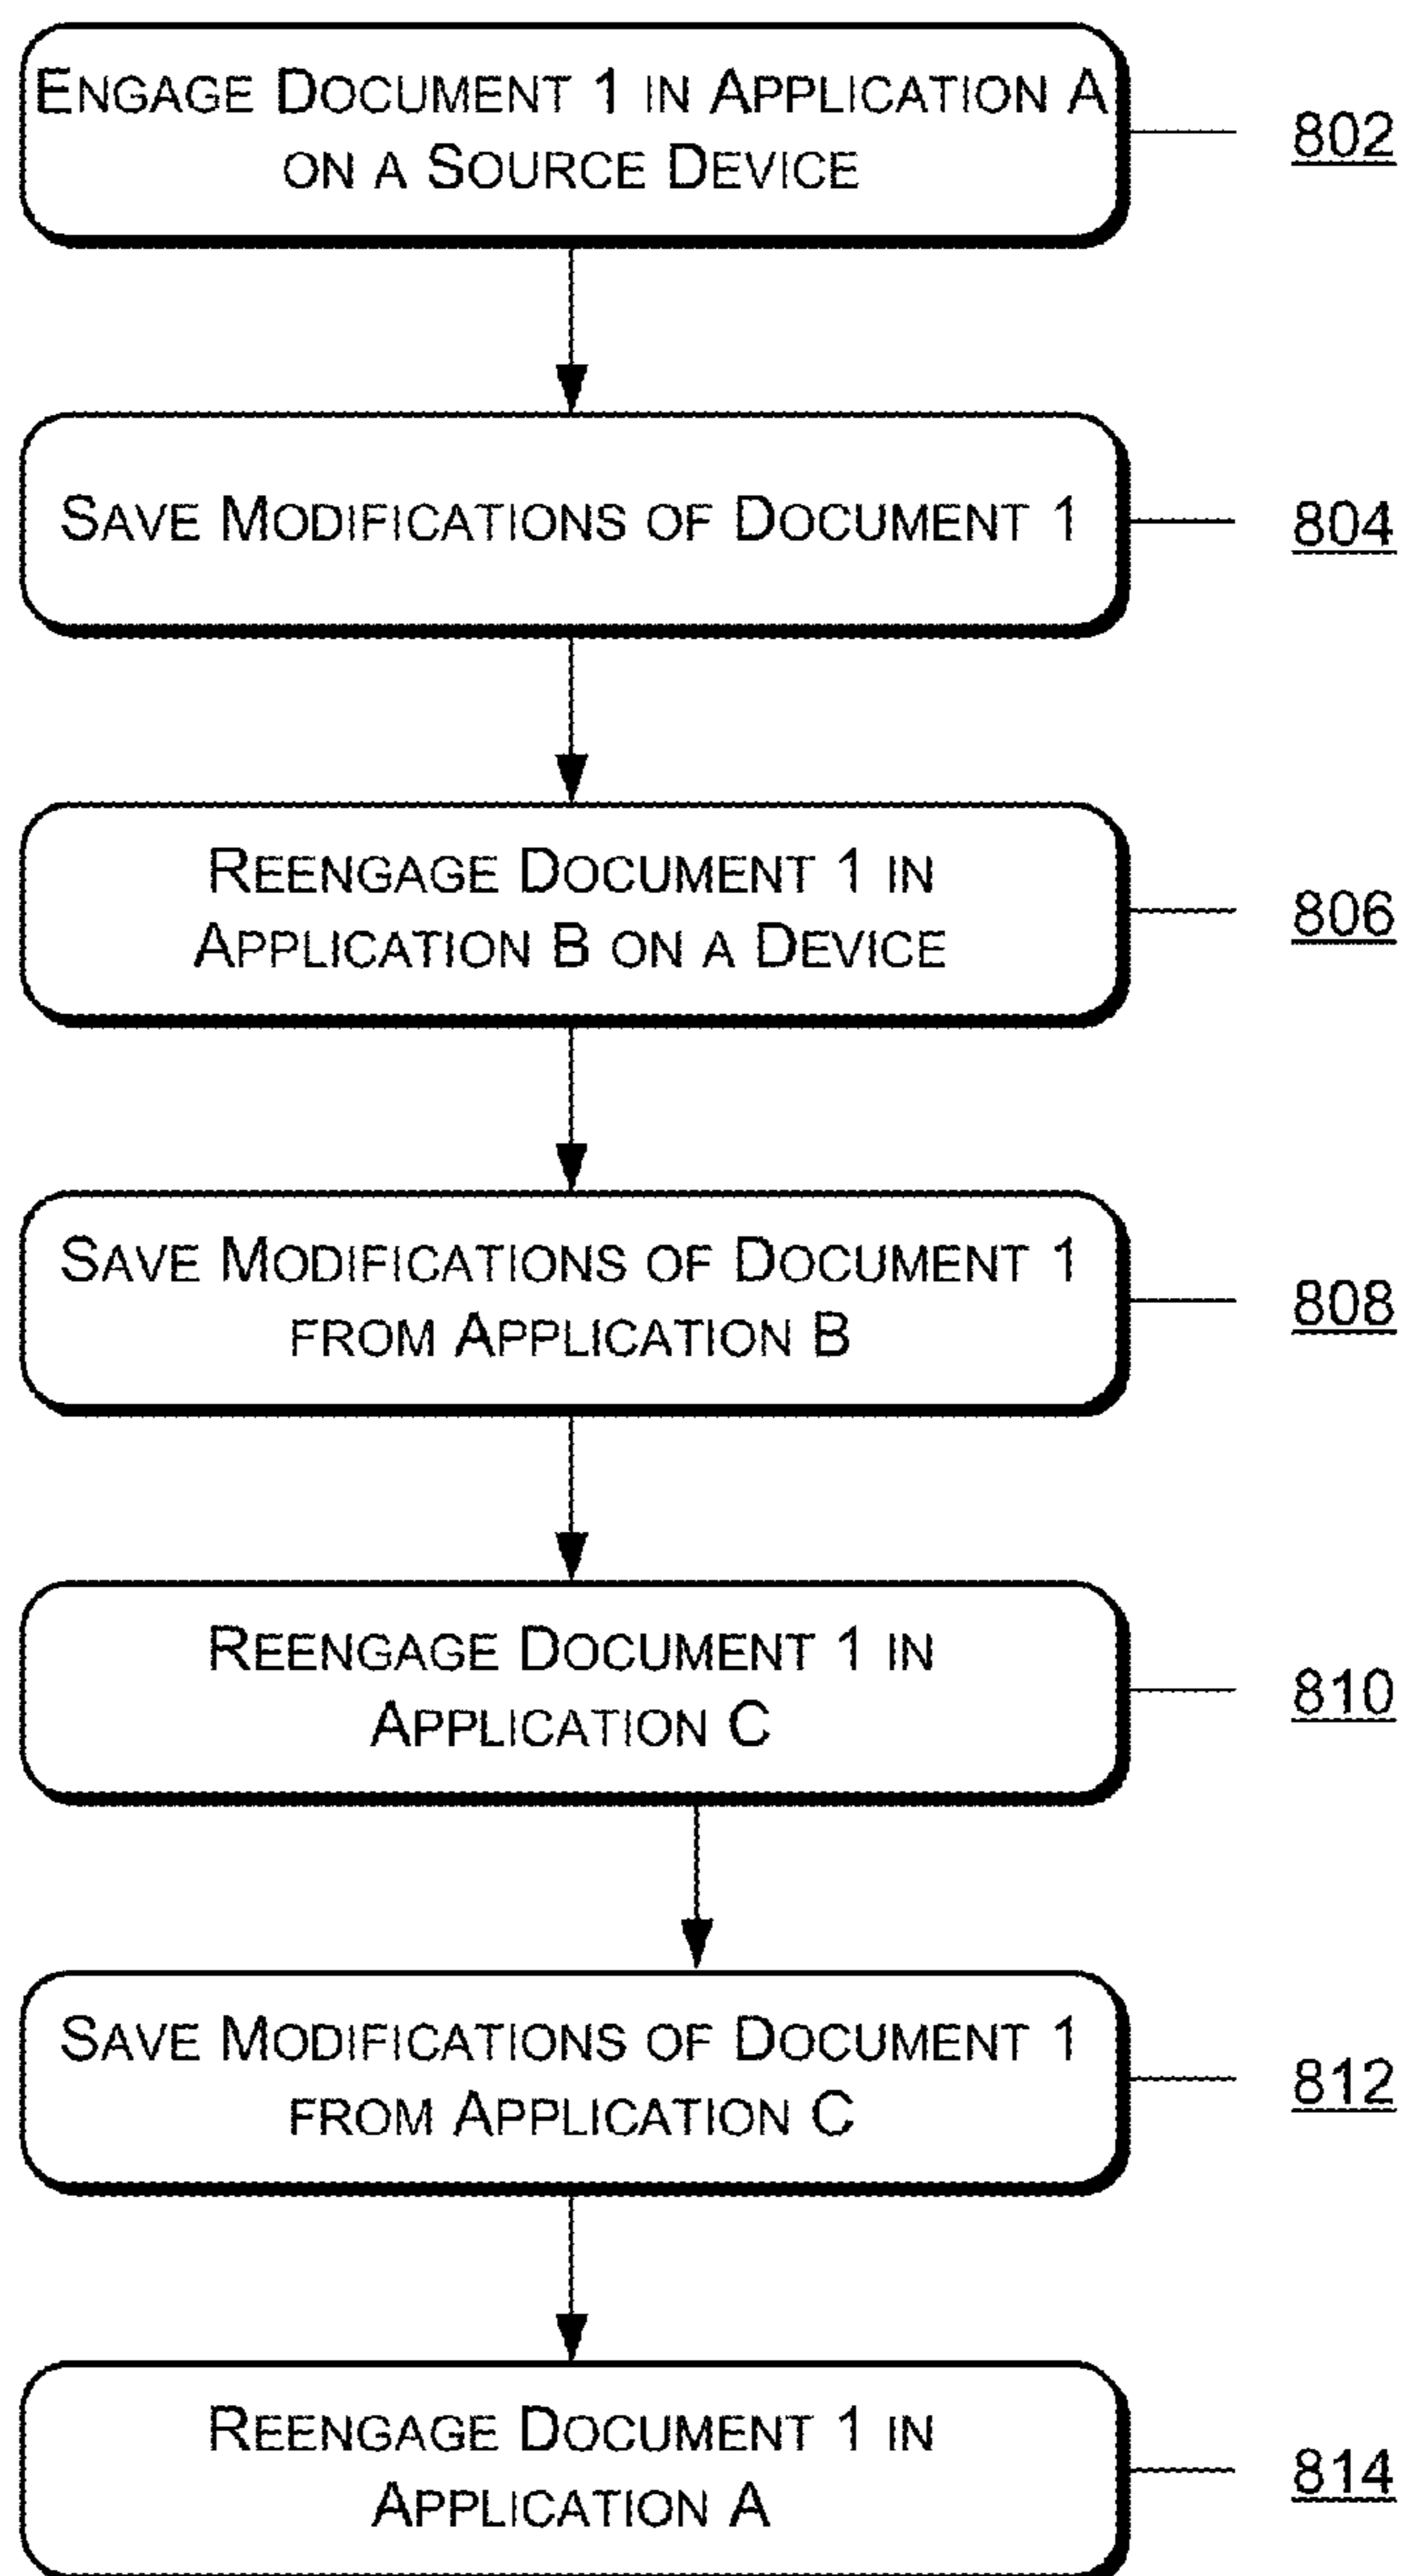 ENGAGE DOCUMENT 1 IN APPLICATION A
ON A SOURCE DEVICE
802
SAVE MODIFICATIONS OF DOCUMENT 1
804
REENGAGE DOCUMENT 1 IN
APPLICATION B ON A DEVICE
806
SAVE MODIFICATIONS OF DOCUMENT 1
FROM APPLICATION B
808
REENGAGE DOCUMENT 1 IN
APPLICATION C
810
SAVE MODIFICATIONS OF DOCUMENT 1
FROM APPLICATION C
812
REENGAGE DOCUMENT 1 IN
APPLICATION A
814